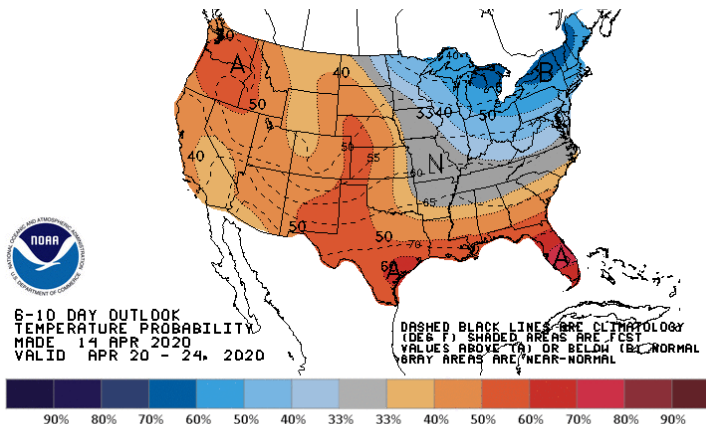 40
A
50
40
40
50
40
33
40
50
B
N
50
55
60
65
50
50
70
60
A
A
NATIONAL OCEANIC AND ATMOSPHERIC ADMINISTRATION
NOAA
U.S. DEPARTMENT OF COMMERCE
6-10 DAY OUTLOOK
TEMPERATURE PROBABILITY
MADE 14 APR 2020
VALID APR 20 - 24, 2020
DASHED BLACK LINES ARE CLIMATOLOGY
(DEG F) SHADED AREAS ARE FCST
VALUES ABOVE (A) OR BELOW (B) NORMAL
GRAY AREAS ARE NEAR-NORMAL
90% 80% 70% 60% 50% 40% 33% 33% 40% 50% 60% 70% 80% 90%